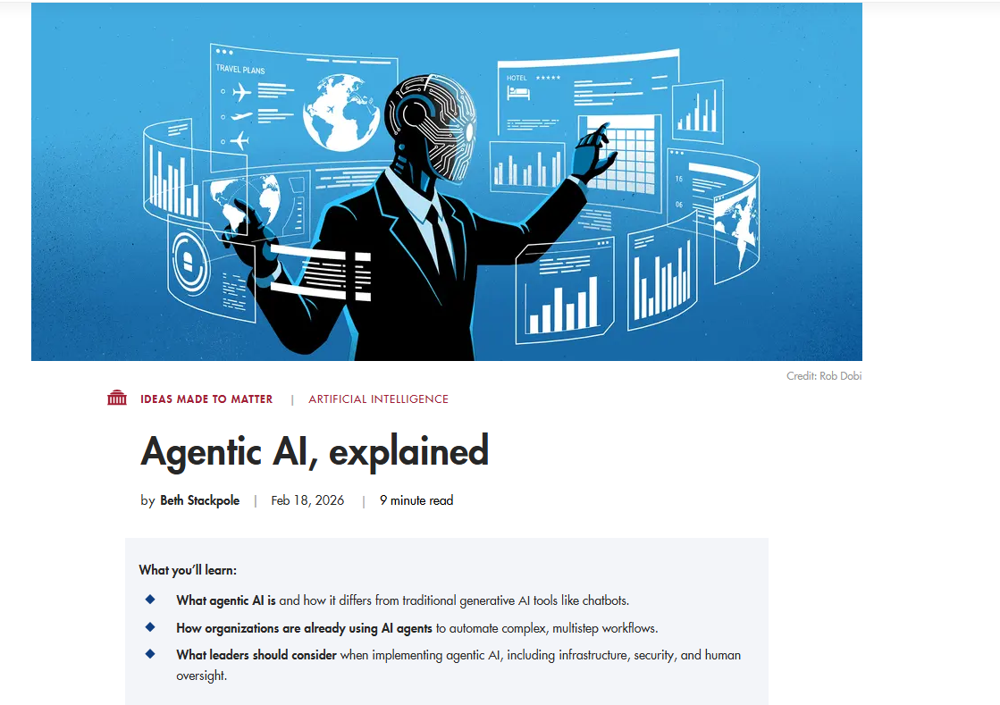 TRAVEL PLANS
HOTEL ★★★★★
16
06
Credit: Rob Dobi
IDEAS MADE TO MATTER | ARTIFICIAL INTELLIGENCE
Agentic AI, explained
by Beth Stackpole | Feb 18, 2026 | 9 minute read
What you’ll learn:
What agentic AI is and how it differs from traditional generative AI tools like chatbots.
How organizations are already using AI agents to automate complex, multistep workflows.
What leaders should consider when implementing agentic AI, including infrastructure, security, and human
oversight.